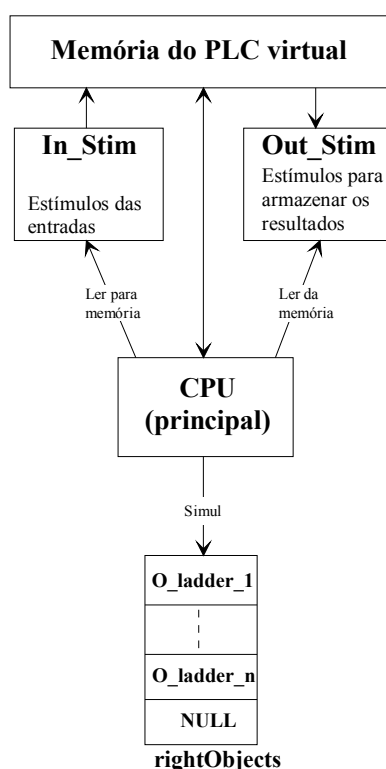 Memória do PLC virtual
In_Stim
Estímulos das
entradas
Out_Stim
Estímulos para
armazenar os
resultados
Ler para
memória
Ler da
memória
CPU
(principal)
Simul
O_ladder_1
O_ladder_n
NULL
rightObjects